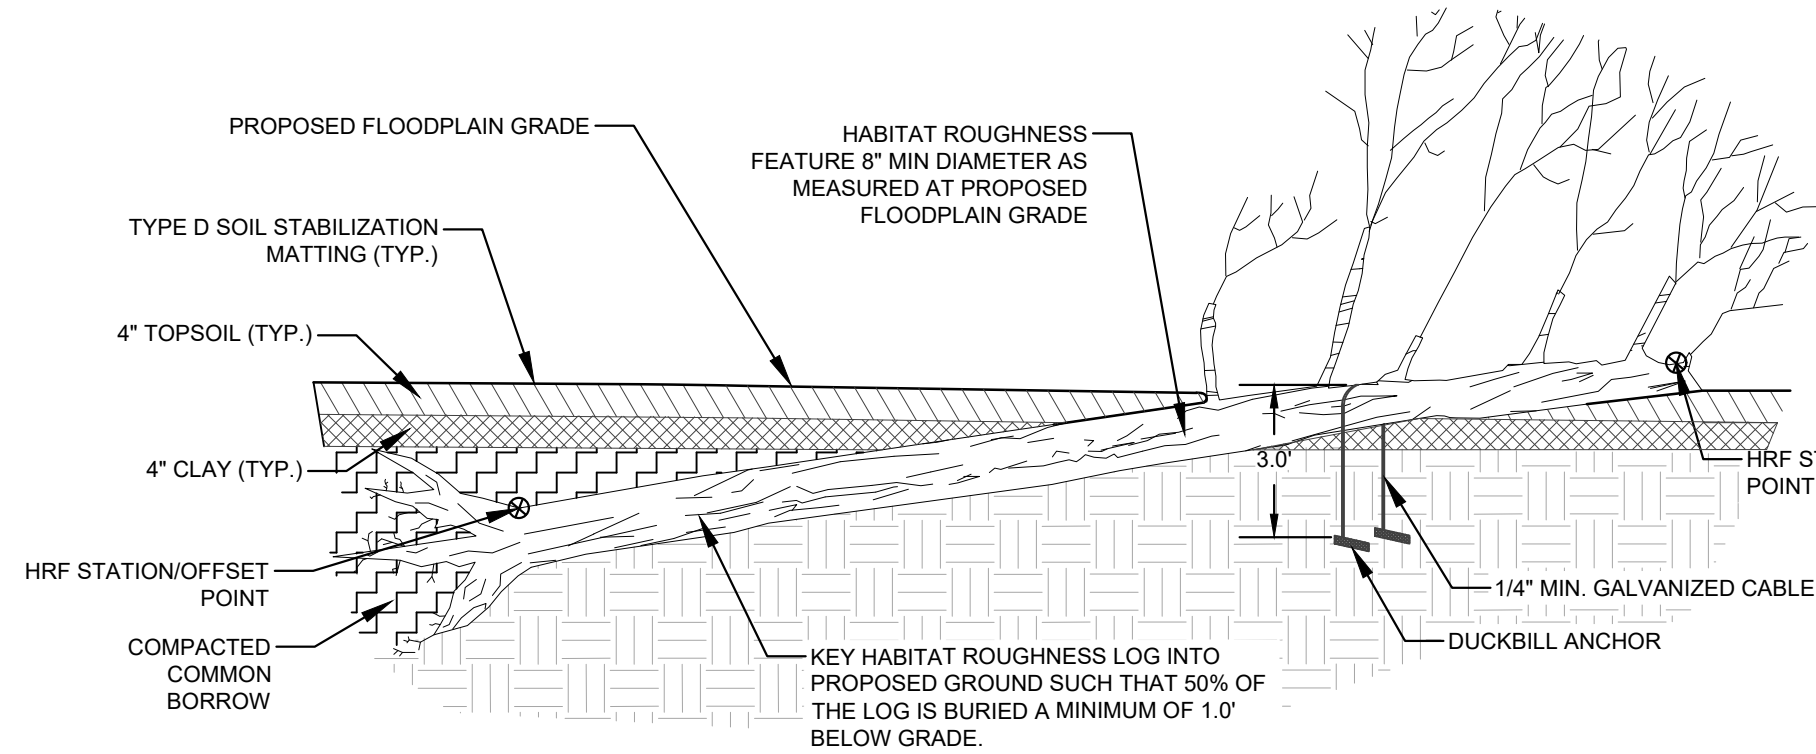 PROPOSED FLOODPLAIN GRADE
HABITAT ROUGHNESS
FEATURE 8" MIN DIAMETER AS
MEASURED AT PROPOSED
FLOODPLAIN GRADE
TYPE D SOIL STABILIZATION
MATTING (TYP.)
4" TOPSOIL (TYP.)
4" CLAY (TYP.)
3.0'
HRF
POINT
HRF STATION/OFFSET
POINT
1/4" MIN. GALVANIZED CABLE
COMPACTED
COMMON
BORROW
DUCKBILL ANCHOR
KEY HABITAT ROUGHNESS LOG INTO
PROPOSED GROUND SUCH THAT 50% OF
THE LOG IS BURIED A MINIMUM OF 1.0'
BELOW GRADE.